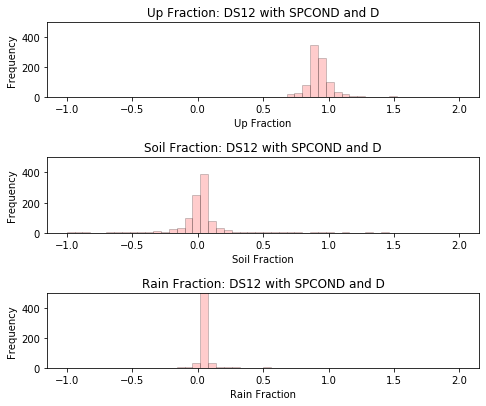 Up Fraction: DS12 with SPCOND and D
Frequency
400
200
0
−1.0 −0.5 0.0 0.5 1.0 1.5 2.0
Up Fraction
Soil Fraction: DS12 with SPCOND and D
Frequency
400
200
0
−1.0 −0.5 0.0 0.5 1.0 1.5 2.0
Soil Fraction
Rain Fraction: DS12 with SPCOND and D
Frequency
400
200
0
−1.0 −0.5 0.0 0.5 1.0 1.5 2.0
Rain Fraction